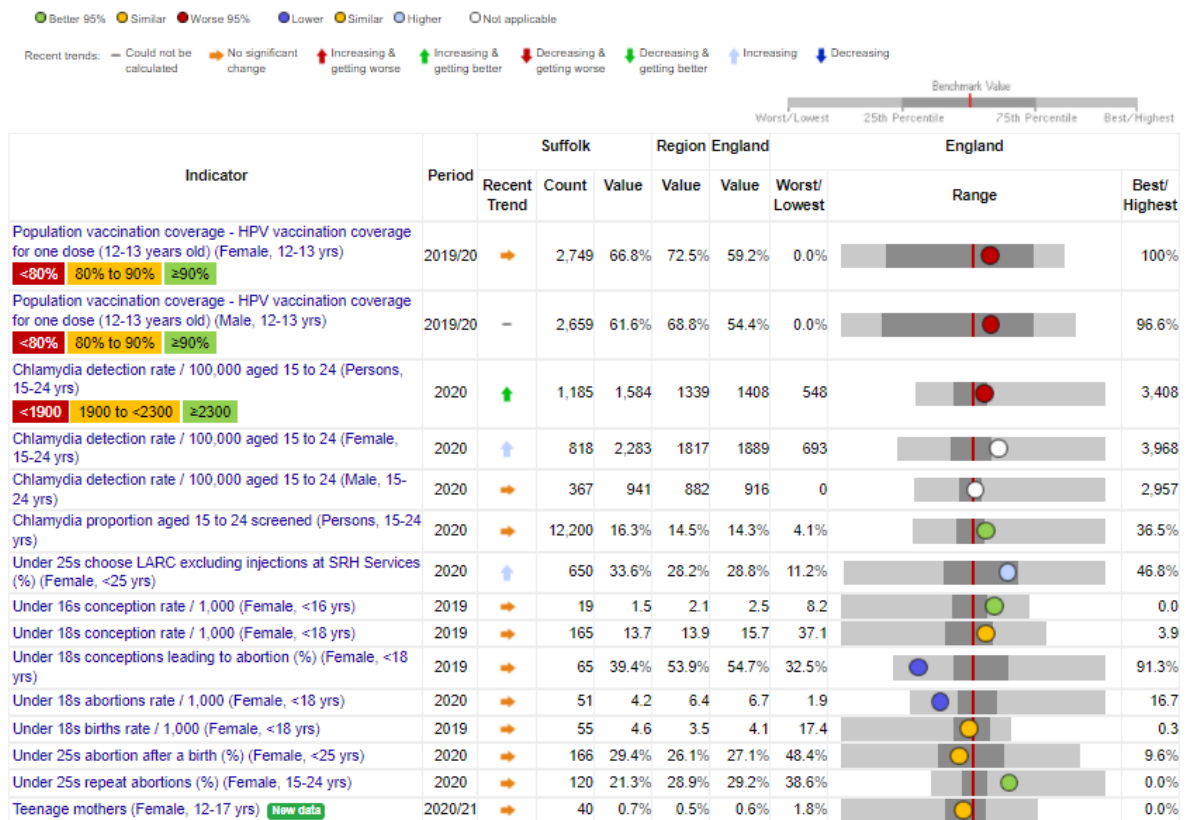 Better 95% Similar Worse 95% Lower Similar Higher Not applicable
Recent trends: – Could not be calculated No significant change Increasing & getting worse Increasing & getting better Decreasing & getting worse Decreasing & getting better Increasing Decreasing
Benchmark Value
Worst/Lowest 25th Percentile 75th Percentile Best/Highest
Suffolk Region England England
Indicator Period Recent Trend Count Value Value Value Worst/ Lowest Range Best/ Highest
Population vaccination coverage - HPV vaccination coverage
for one dose (12-13 years old) (Female, 12-13 yrs) 2019/20 2,749 66.8% 72.5% 59.2% 0.0% 100%
<80% 80% to 90% ≥90%
Population vaccination coverage - HPV vaccination coverage
for one dose (12-13 years old) (Male, 12-13 yrs) 2019/20 – 2,659 61.6% 68.8% 54.4% 0.0% 96.6%
<80% 80% to 90% ≥90%
Chlamydia detection rate / 100,000 aged 15 to 24 (Persons,
15-24 yrs) 2020 1,185 1,584 1339 1408 548 3,408
<1900 1900 to <2300 ≥2300
Chlamydia detection rate / 100,000 aged 15 to 24 (Female,
15-24 yrs) 2020 818 2,283 1817 1889 693 3,968
Chlamydia detection rate / 100,000 aged 15 to 24 (Male, 15-
24 yrs) 2020 367 941 882 916 0 2,957
Chlamydia proportion aged 15 to 24 screened (Persons, 15-24
yrs) 2020 12,200 16.3% 14.5% 14.3% 4.1% 36.5%
Under 25s choose LARC excluding injections at SRH Services
(%) (Female, <25 yrs) 2020 650 33.6% 28.2% 28.8% 11.2% 46.8%
Under 16s conception rate / 1,000 (Female, <16 yrs) 2019 19 1.5 2.1 2.5 8.2 0.0
Under 18s conception rate / 1,000 (Female, <18 yrs) 2019 165 13.7 13.9 15.7 37.1 3.9
Under 18s conceptions leading to abortion (%) (Female, <18
yrs) 2019 65 39.4% 53.9% 54.7% 32.5% 91.3%
Under 18s abortions rate / 1,000 (Female, <18 yrs) 2020 51 4.2 6.4 6.7 1.9 16.7
Under 18s births rate / 1,000 (Female, <18 yrs) 2019 55 4.6 3.5 4.1 17.4 0.3
Under 25s abortion after a birth (%) (Female, <25 yrs) 2020 166 29.4% 26.1% 27.1% 48.4% 9.6%
Under 25s repeat abortions (%) (Female, 15-24 yrs) 2020 120 21.3% 28.9% 29.2% 38.6% 0.0%
Teenage mothers (Female, 12-17 yrs) New data 2020/21 40 0.7% 0.5% 0.6% 1.8% 0.0%